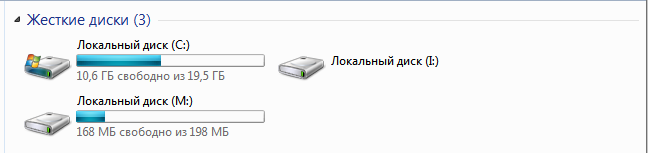 Жесткие диски (3)
Локальный диск (C:)
10,6 ГБ свободно из 19,5 ГБ
Локальный диск (I:)
Локальный диск (M:)
168 МБ свободно из 198 МБ